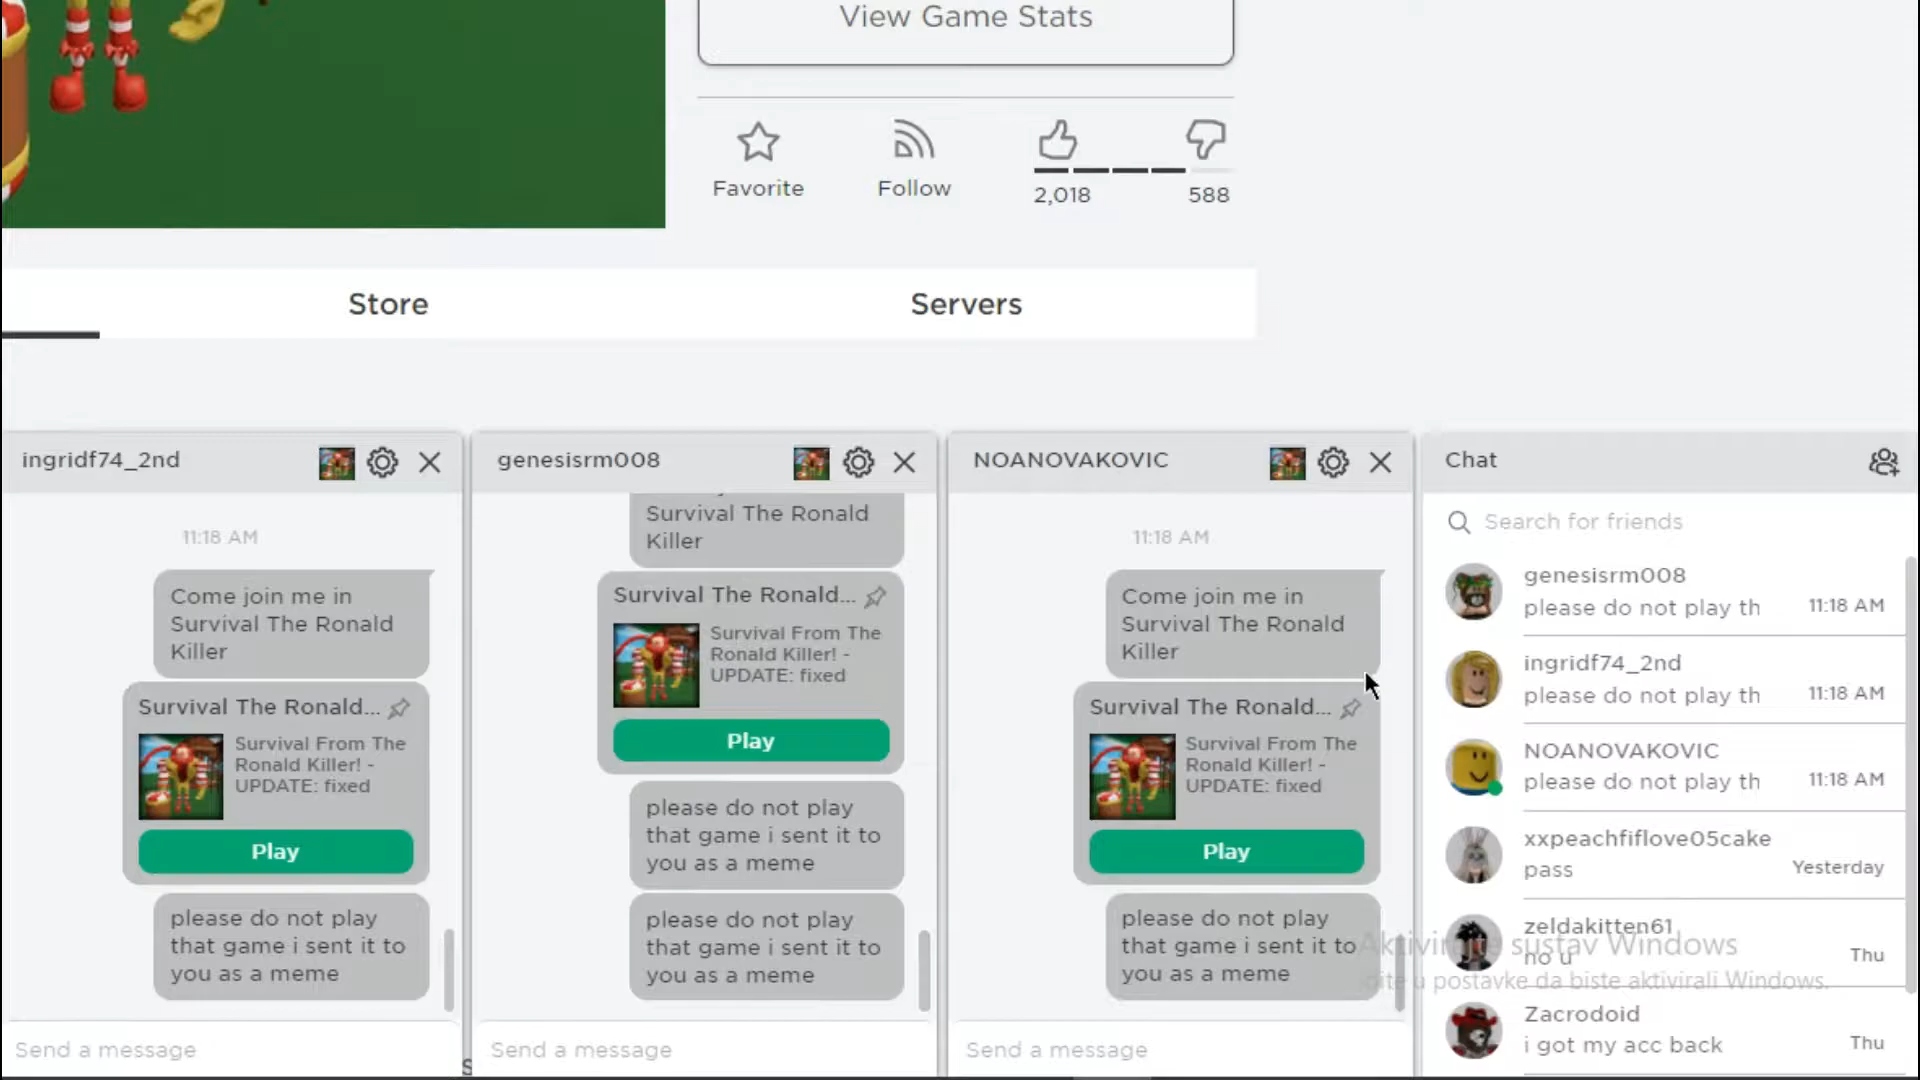 View Game Stats
Favorite
Follow
2,018
588
Store
Servers
ingridf74_2nd
11:18 AM
Come join me in
Survival The Ronald
Killer
Survival The Ronald...
Survival From The
Ronald Killer! -
UPDATE: fixed
Play
please do not play
that game i sent it to
you as a meme
Send a message
genesisrm008
Survival The Ronald
Killer
Survival The Ronald...
Survival From The
Ronald Killer! -
UPDATE: fixed
Play
please do not play
that game i sent it to
you as a meme
please do not play
that game i sent it to
you as a meme
Send a message
NOANOVAKOVIC
11:18 AM
Come join me in
Survival The Ronald
Killer
Survival The Ronald...
Survival From The
Ronald Killer! -
UPDATE: fixed
Play
please do not play
that game i sent it to
you as a meme
Send a message
Chat
Search for friends
genesisrm008
please do not play th 11:18 AM
ingridf74_2nd
please do not play th 11:18 AM
NOANOVAKOVIC
please do not play th 11:18 AM
xxpeachfiflove05cake
pass Yesterday
zeldakitten61
no u Thu
sustav Windows
u postavke da biste aktivirali Windows.
Zacrodoid
i got my acc back Thu